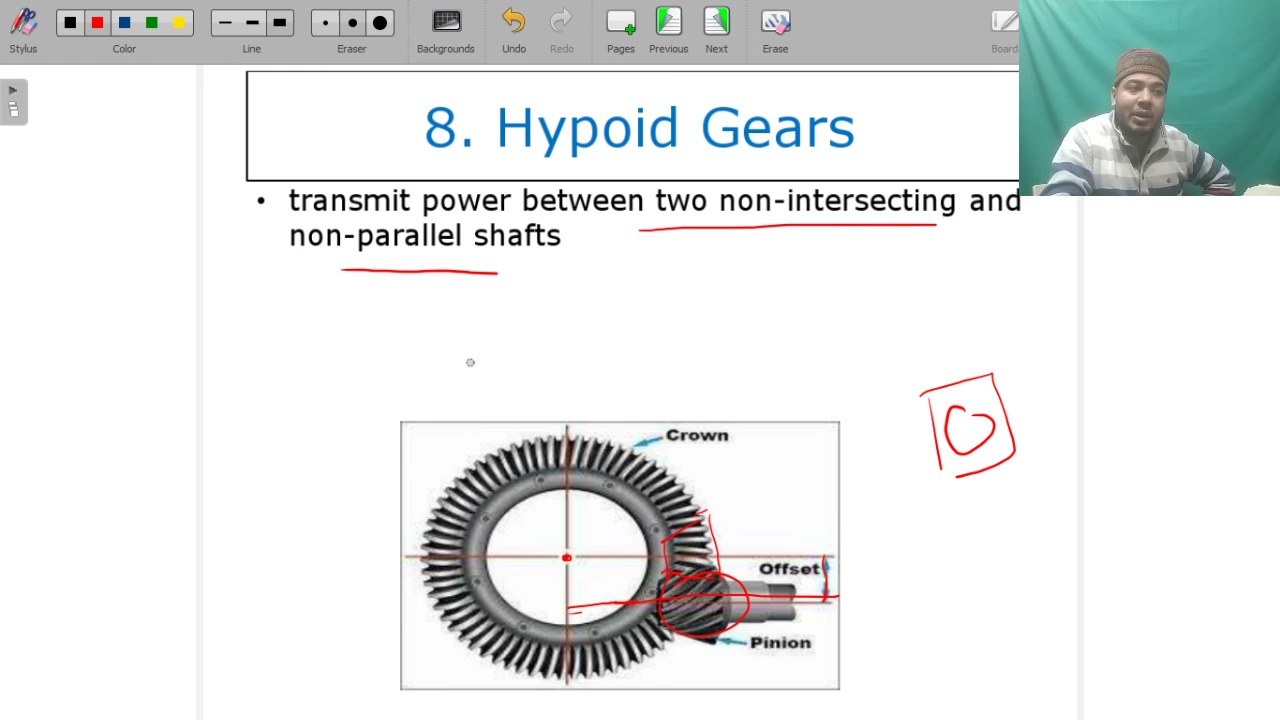 Stylus
Color
Line
Eraser
Backgrounds
Undo
Redo
Pages
Previous
Next
Erase
Board
8. Hypoid Gears
• transmit power between two non-intersecting and
non-parallel shafts
Crown
Offset
Pinion